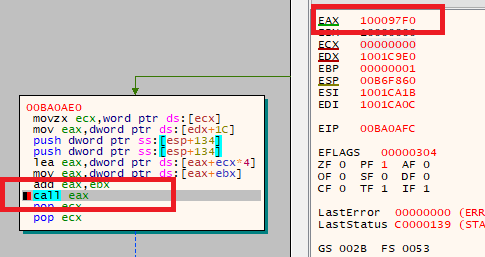 00BA0AE0
movzx ecx,word ptr ds:[ecx]
mov eax,dword ptr ds:[edx+1C]
push dword ptr ss:[esp+134]
push dword ptr ss:[esp+134]
lea eax,dword ptr ds:[eax+ecx*4]
mov eax,dword ptr ds:[eax+ebx]
add eax,ebx
call eax
pop ecx
pop ecx
EAX 100097F0
EBX 10000000
ECX 00000000
EDX 1001C9E0
EBP 00000001
ESP 00B6F860
ESI 1001CA1B
EDI 1001CA0C
EIP 00BA0AFC
EFLAGS 00000304
ZF 0 PF 1 AF 0
OF 0 SF 0 DF 0
CF 0 TF 1 IF 1
LastError 00000000 (ERR
LastStatus C0000139 (STA
GS 002B FS 0053